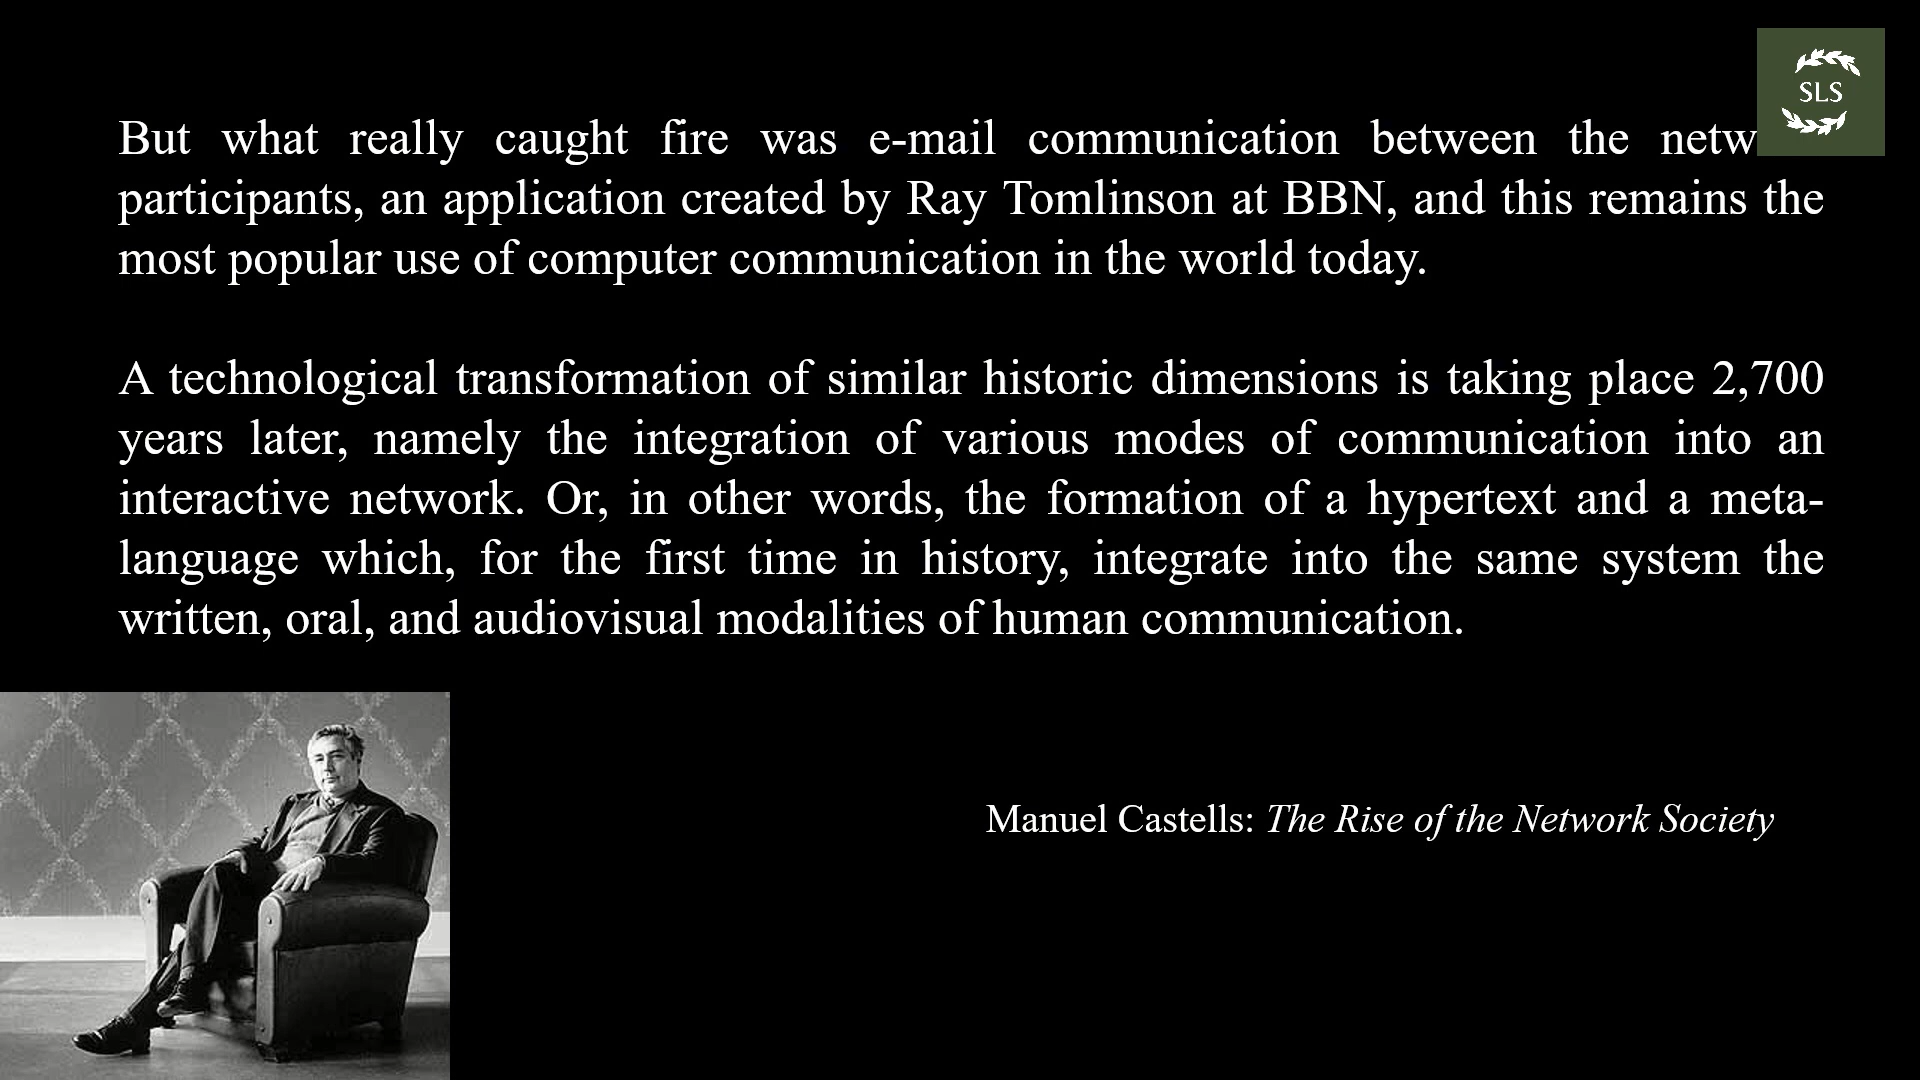 SLS
But what really caught fire was e-mail communication between the netw
participants, an application created by Ray Tomlinson at BBN, and this remains the
most popular use of computer communication in the world today.
A technological transformation of similar historic dimensions is taking place 2,700
years later, namely the integration of various modes of communication into an
interactive network. Or, in other words, the formation of a hypertext and a meta-
language which, for the first time in history, integrate into the same system the
written, oral, and audiovisual modalities of human communication.
Manuel Castells: The Rise of the Network Society